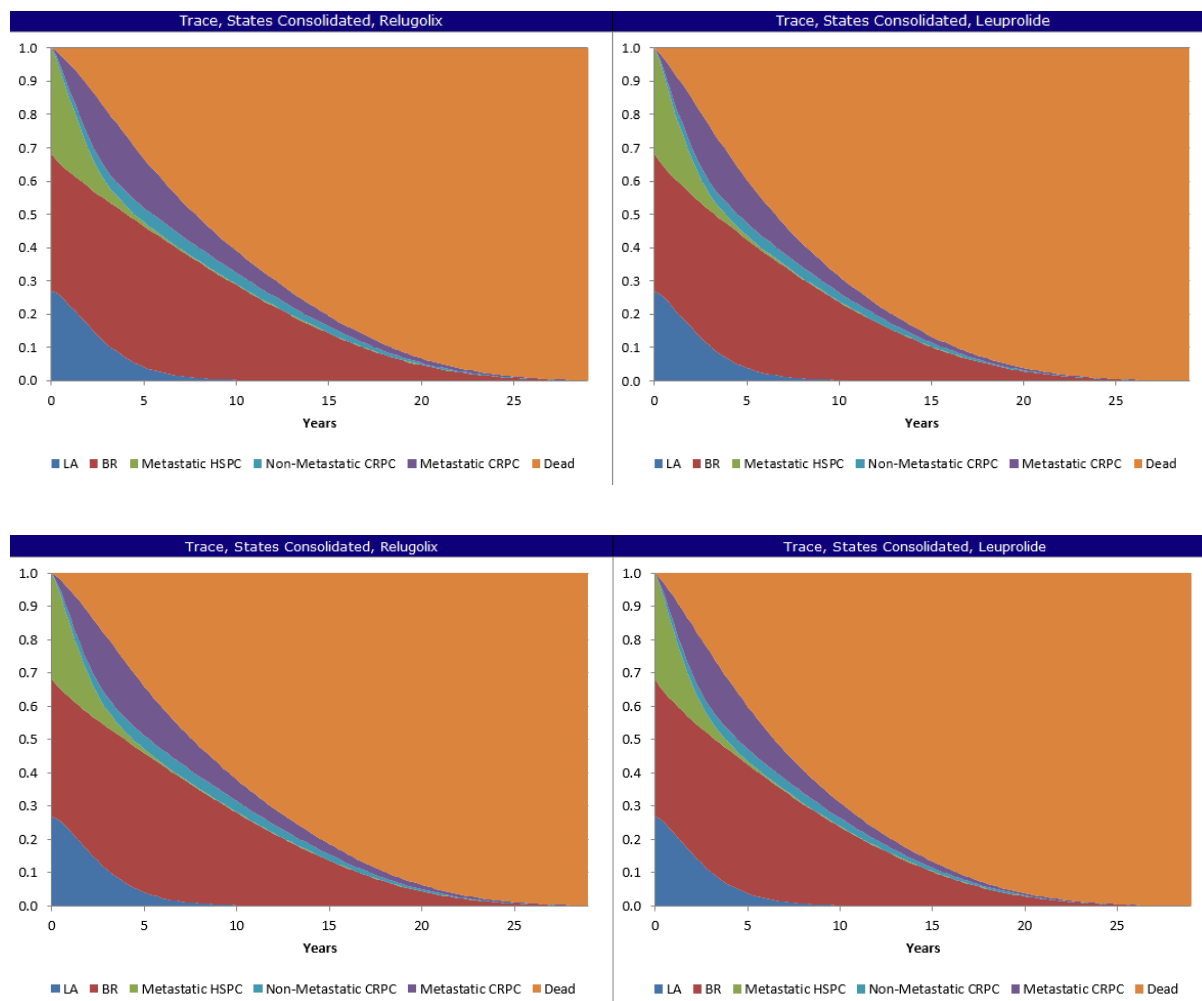 Trace, States Consolidated, Relugolix
Trace, States Consolidated, Leuprolide
1.0
0.9
0.8
0.7
0.6
0.5
0.4
0.3
0.2
0.1
0.0
0 5 10 15 20 25
Years
LA BR Metastatic HSPC Non-Metastatic CRPC Metastatic CRPC Dead
1.0
0.9
0.8
0.7
0.6
0.5
0.4
0.3
0.2
0.1
0.0
0 5 10 15 20 25
Years
LA BR Metastatic HSPC Non-Metastatic CRPC Metastatic CRPC Dead
Trace, States Consolidated, Relugolix
Trace, States Consolidated, Leuprolide
1.0
0.9
0.8
0.7
0.6
0.5
0.4
0.3
0.2
0.1
0.0
0 5 10 15 20 25
Years
LA BR Metastatic HSPC Non-Metastatic CRPC Metastatic CRPC Dead
1.0
0.9
0.8
0.7
0.6
0.5
0.4
0.3
0.2
0.1
0.0
0 5 10 15 20 25
Years
LA BR Metastatic HSPC Non-Metastatic CRPC Metastatic CRPC Dead